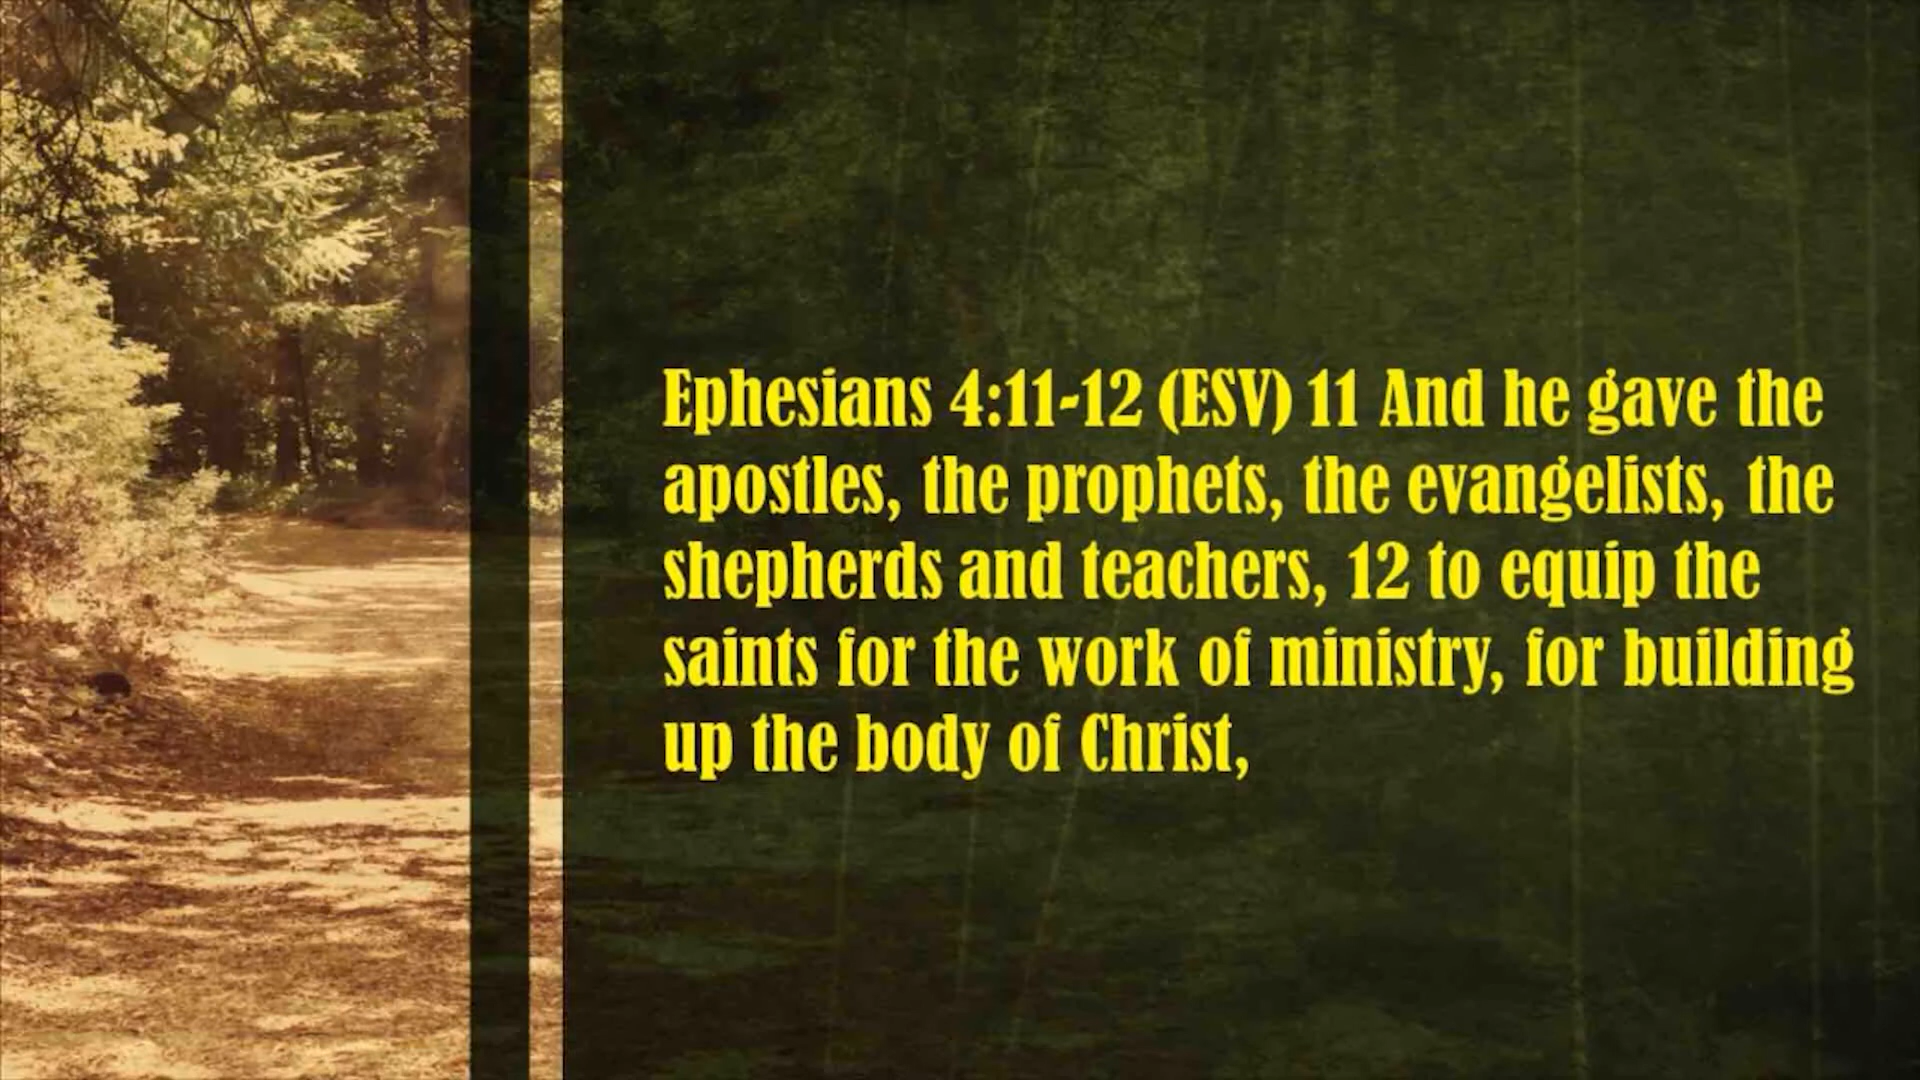 Ephesians 4:11-12 (ESV) 11 And he gave the
apostles, the prophets, the evangelists, the
shepherds and teachers, 12 to equip the
saints for the work of ministry, for building
up the body of Christ,